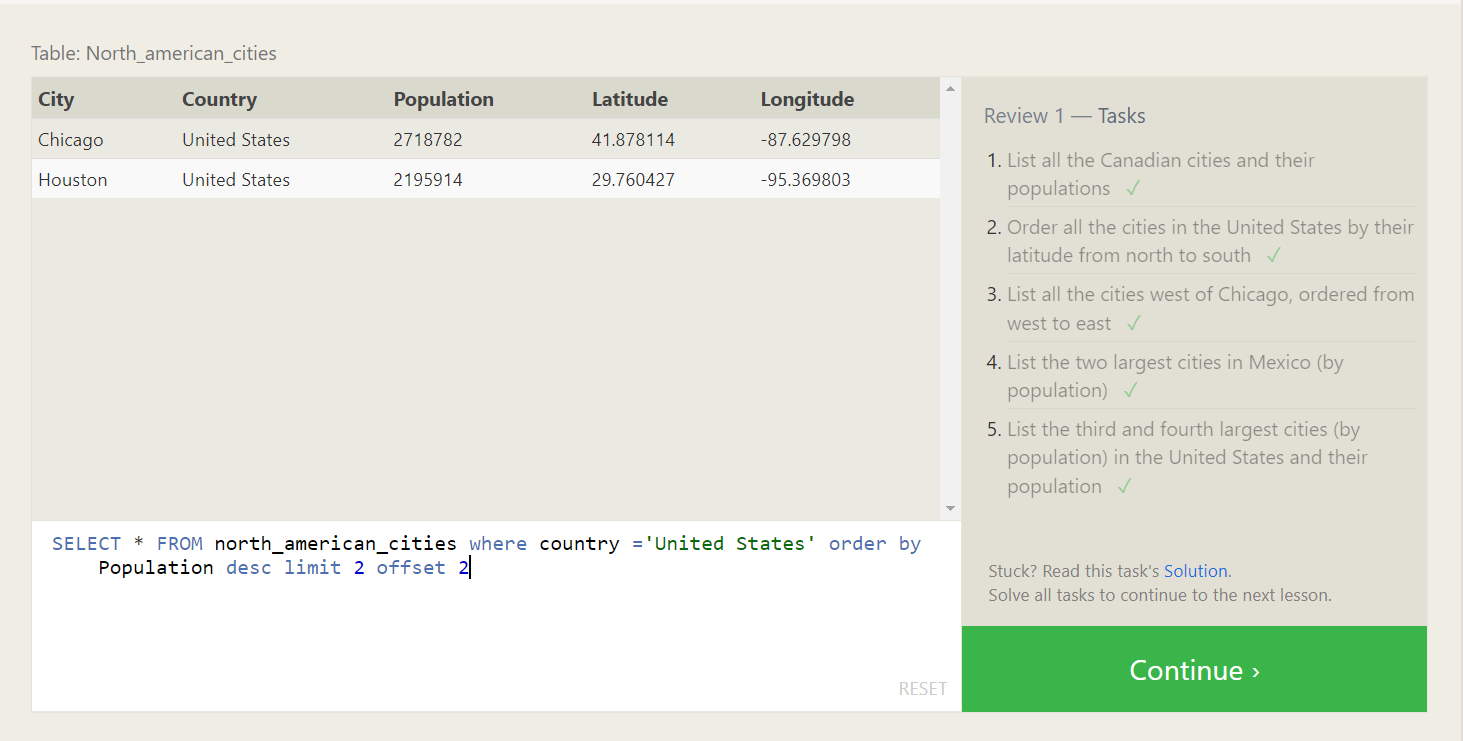 Table: North_american_cities
City Country Population Latitude Longitude
Chicago United States 2718782 41.878114 -87.629798
Houston United States 2195914 29.760427 -95.369803
SELECT * FROM north_american_cities where country ='United States' order by
Population desc limit 2 offset 2
RESET
Review 1 — Tasks
1. List all the Canadian cities and their
populations ✓
2. Order all the cities in the United States by their
latitude from north to south ✓
3. List all the cities west of Chicago, ordered from
west to east ✓
4. List the two largest cities in Mexico (by
population) ✓
5. List the third and fourth largest cities (by
population) in the United States and their
population ✓
Stuck? Read this task's Solution.
Solve all tasks to continue to the next lesson.
Continue ›